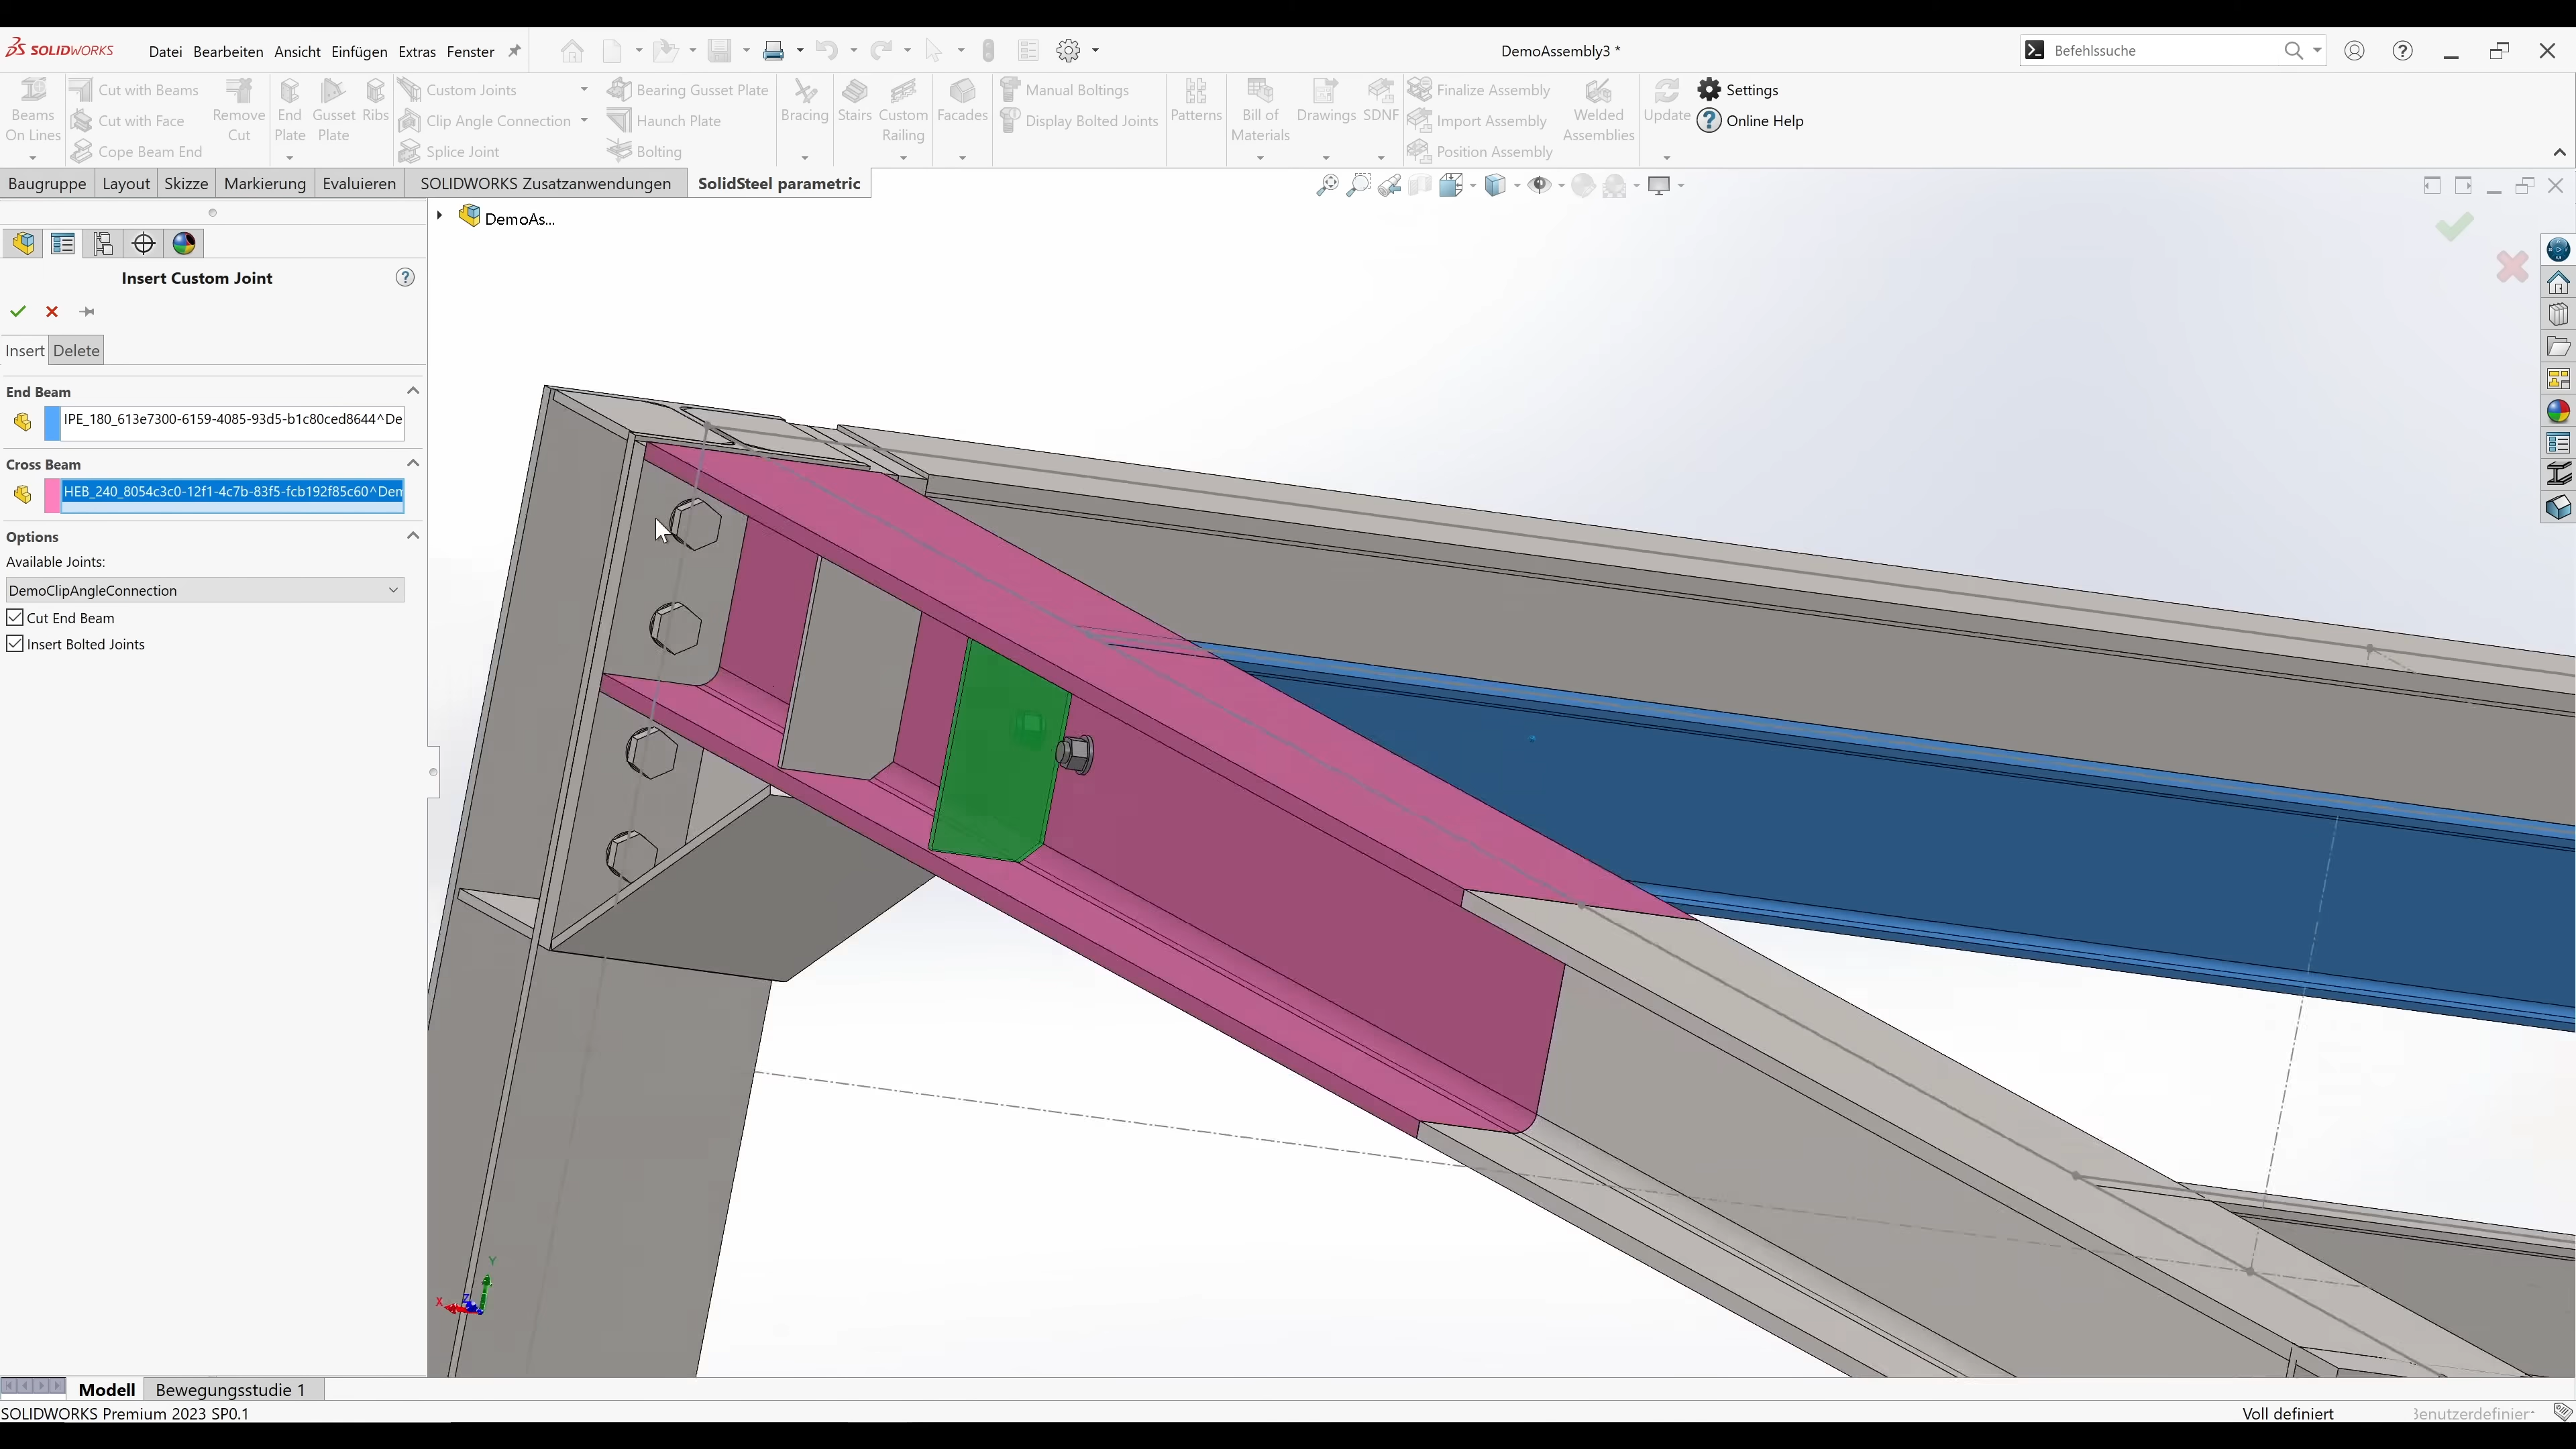 SOLIDWORKS
Datei Bearbeiten Ansicht Einfügen Extras Fenster
DemoAssembly3 *
Befehlssuche
Beams On Lines
Cut with Beams
Cut with Face
Cope Beam End
Remove Cut
End Plate
Gusset Plate
Ribs
Custom Joints
Clip Angle Connection
Splice Joint
Bearing Gusset Plate
Haunch Plate
Bolting
Bracing
Stairs
Custom Railing
Facades
Manual Boltings
Display Bolted Joints
Patterns
Bill of Materials
Drawings
SDNF
Finalize Assembly
Import Assembly
Position Assembly
Welded Assemblies
Update
Settings
Online Help
Baugruppe Layout Skizze Markierung Evaluieren SOLIDWORKS Zusatzanwendungen SolidSteel parametric
DemoAs...
Insert Custom Joint
Insert Delete
End Beam
IPE_180_613e7300-6159-4085-93d5-b1c80ced8644^De
Cross Beam
HEB_240_8054c3c0-12f1-4c7b-83f5-fcb192f85c60^Dem
Options
Available Joints:
DemoClipAngleConnection
Cut End Beam
Insert Bolted Joints
Y
X
Z
Modell Bewegungsstudie 1
SOLIDWORKS Premium 2023 SP0.1
Voll definiert